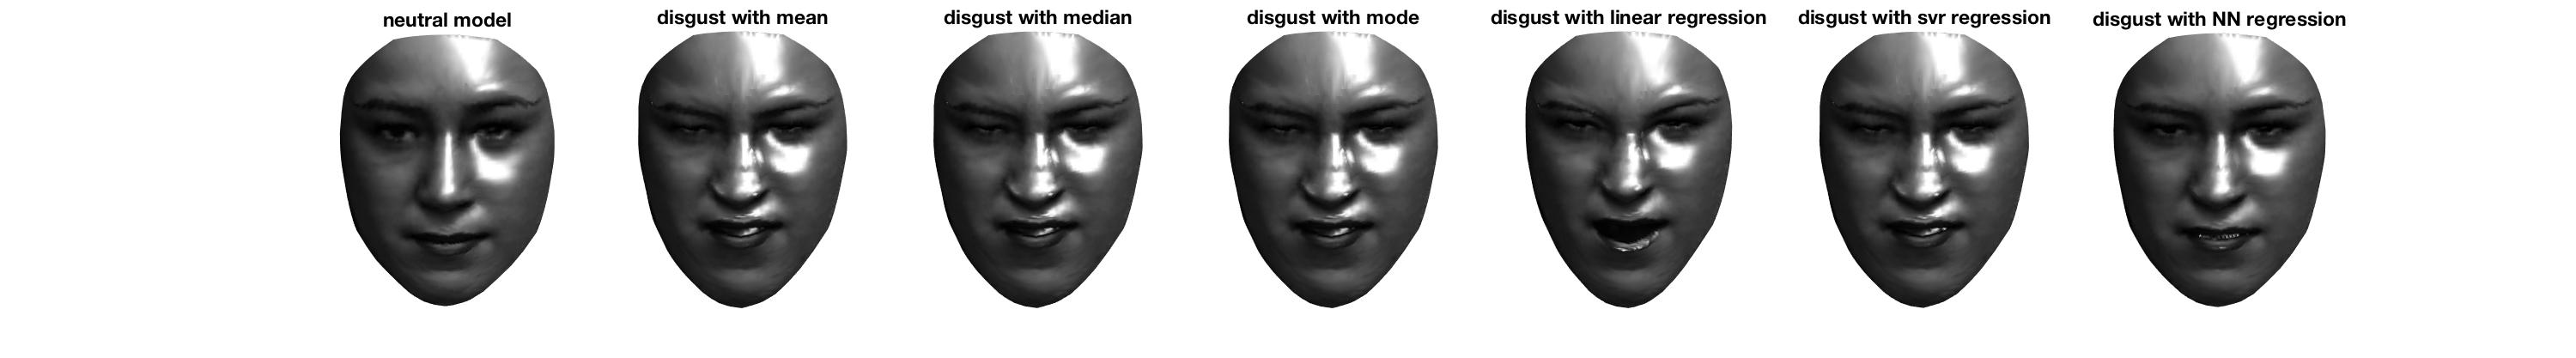 neutral model
disgust with mean
disgust with median
disgust with mode
disgust with linear regression
disgust with svr regression
disgust with NN regression